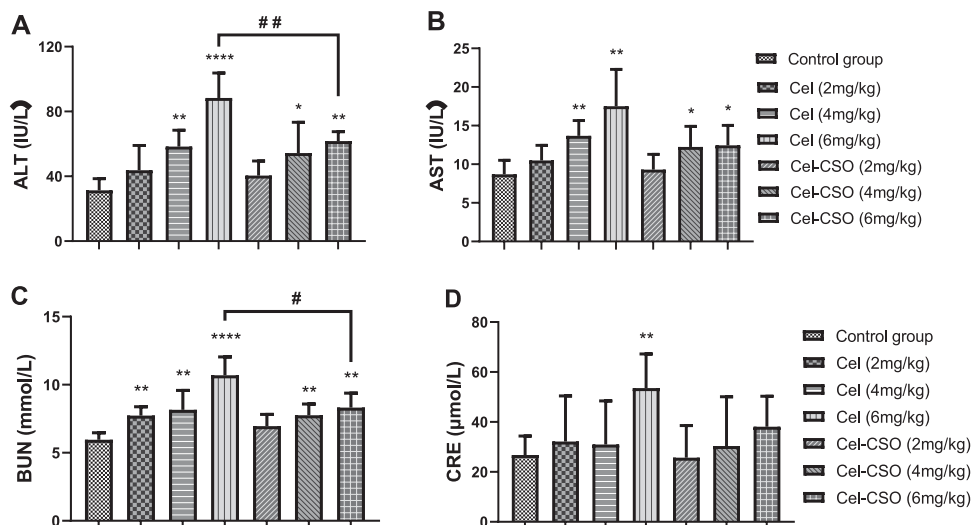 A
ALT (IU/L)
120
80
40
0
**
****
*
**
# #
B
AST (IU/L)
25
20
15
10
5
0
**
**
*
*
Control group
Cel (2mg/kg)
Cel (4mg/kg)
Cel (6mg/kg)
Cel-CSO (2mg/kg)
Cel-CSO (4mg/kg)
Cel-CSO (6mg/kg)
C
BUN (mmol/L)
15
10
5
0
**
**
****
**
**
#
D
CRE (μmol/L)
80
60
40
20
0
**
Control group
Cel (2mg/kg)
Cel (4mg/kg)
Cel (6mg/kg)
Cel-CSO (2mg/kg)
Cel-CSO (4mg/kg)
Cel-CSO (6mg/kg)